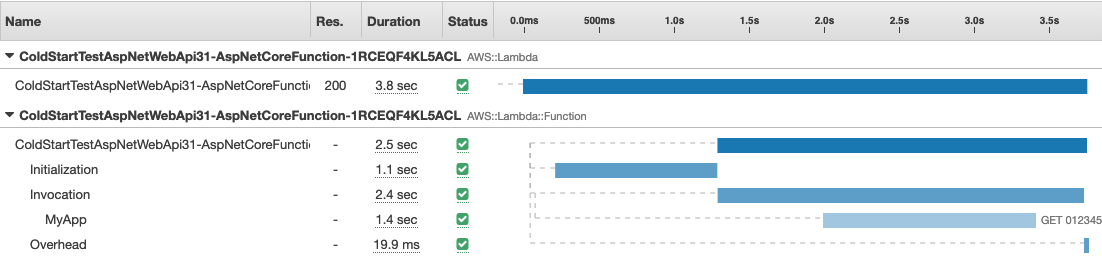 Name Res. Duration Status 0.0ms 500ms 1.0s 1.5s 2.0s 2.5s 3.0s 3.5s
ColdStartTestAspNetWebApi31-AspNetCoreFunction-1RCEQF4KL5ACL AWS::Lambda
ColdStartTestAspNetWebApi31-AspNetCoreFuncti 200 3.8 sec
ColdStartTestAspNetWebApi31-AspNetCoreFunction-1RCEQF4KL5ACL AWS::Lambda::Function
ColdStartTestAspNetWebApi31-AspNetCoreFuncti - 2.5 sec
Initialization - 1.1 sec
Invocation - 2.4 sec
MyApp - 1.4 sec GET 012345
Overhead - 19.9 ms